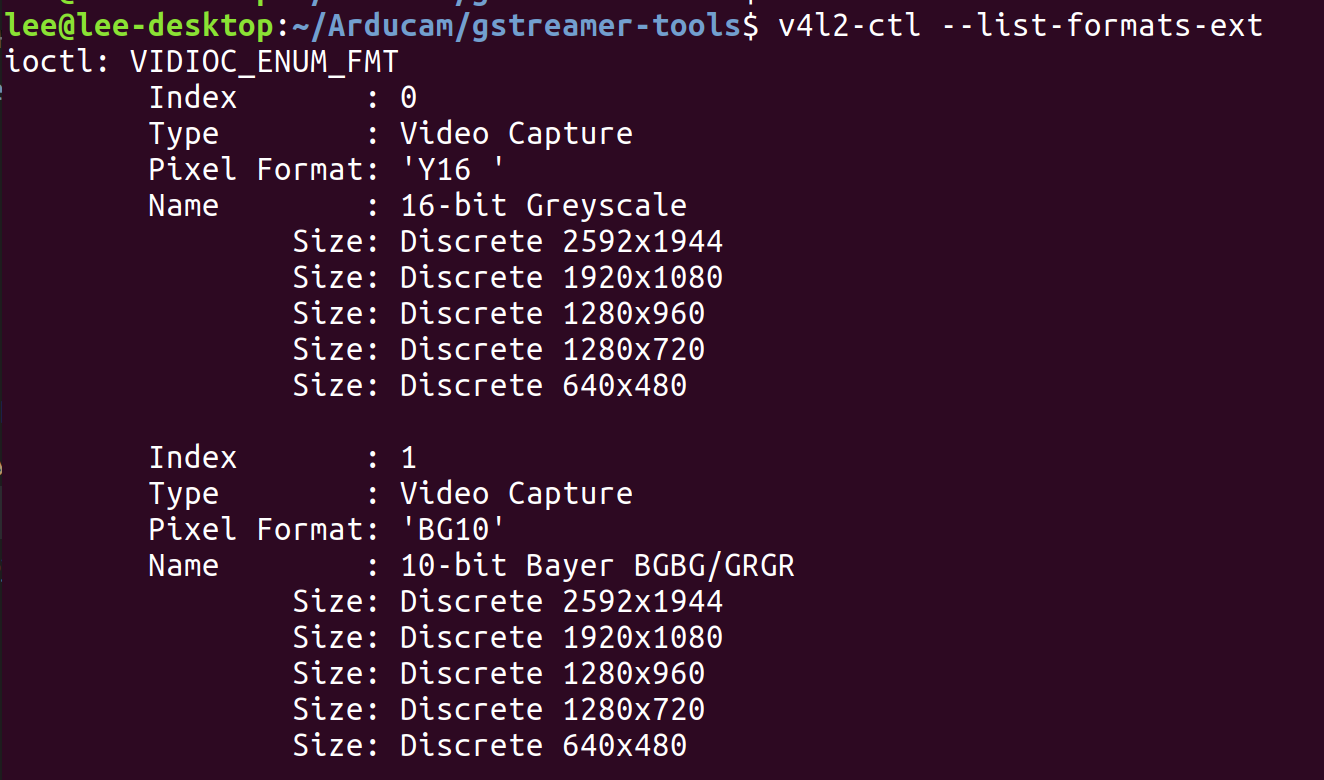 lee@lee-desktop:~/Arducam/gstreamer-tools$ v4l2-ctl --list-formats-ext
ioctl: VIDIOC_ENUM_FMT
Index : 0
Type : Video Capture
Pixel Format: 'Y16 '
Name : 16-bit Greyscale
Size: Discrete 2592x1944
Size: Discrete 1920x1080
Size: Discrete 1280x960
Size: Discrete 1280x720
Size: Discrete 640x480
Index : 1
Type : Video Capture
Pixel Format: 'BG10'
Name : 10-bit Bayer BGBG/GRGR
Size: Discrete 2592x1944
Size: Discrete 1920x1080
Size: Discrete 1280x960
Size: Discrete 1280x720
Size: Discrete 640x480